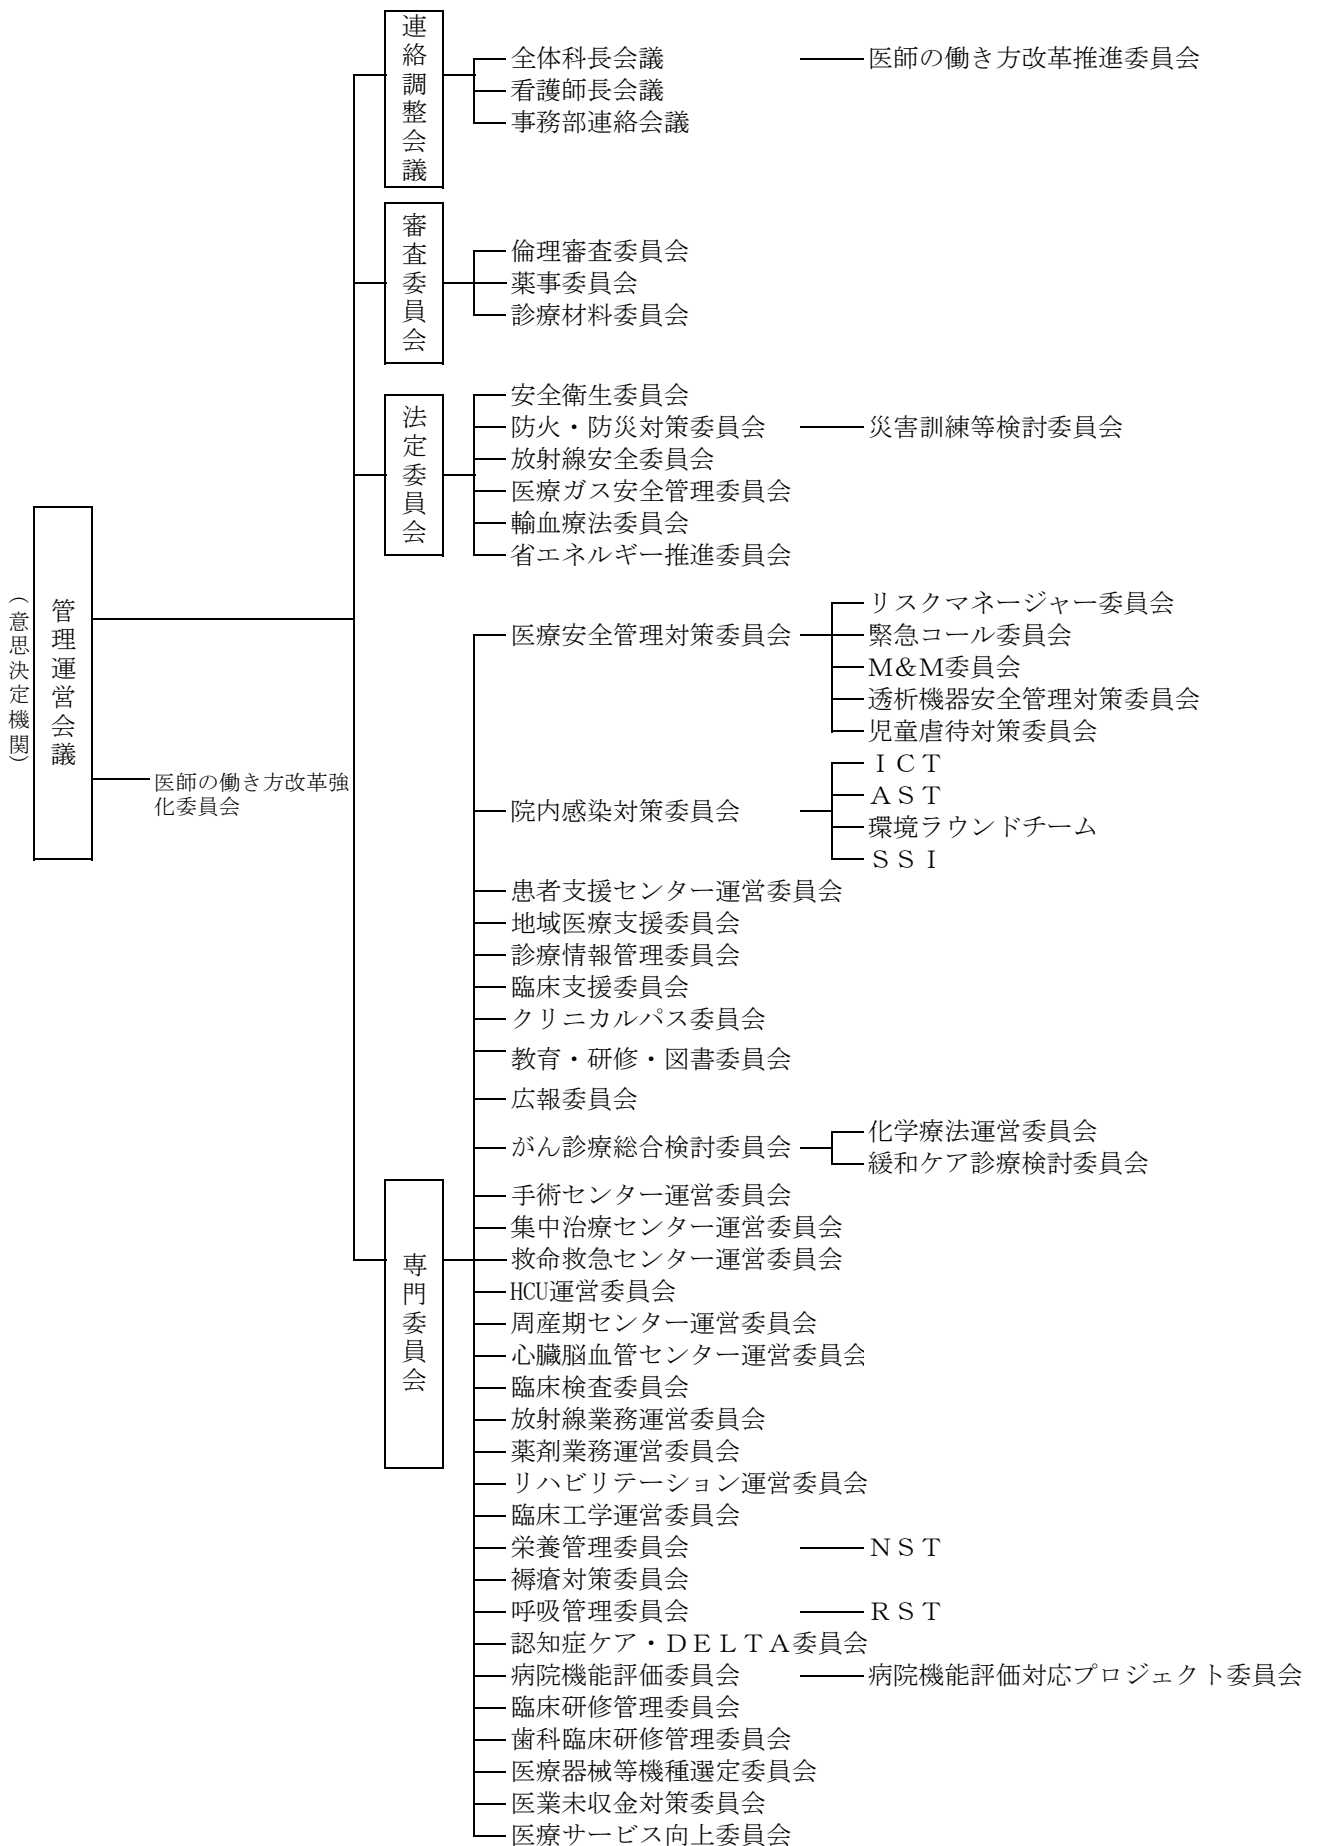 管理運営会議
(意思決定機関)
医師の働き方改革強
化委員会
連絡調整会議
全体科長会議
医師の働き方改革推進委員会
看護師長会議
事務部連絡会議
審査委員会
倫理審査委員会
薬事委員会
診療材料委員会
法定委員会
安全衛生委員会
防火・防災対策委員会
災害訓練等検討委員会
放射線安全委員会
医療ガス安全管理委員会
輸血療法委員会
省エネルギー推進委員会
専門委員会
医療安全管理対策委員会
リスクマネージャー委員会
緊急コール委員会
M&M委員会
透析機器安全管理対策委員会
児童虐待対策委員会
院内感染対策委員会
ICT
AST
環境ラウンドチーム
SSI
患者支援センター運営委員会
地域医療支援委員会
診療情報管理委員会
臨床支援委員会
クリニカルパス委員会
教育・研修・図書委員会
広報委員会
がん診療総合検討委員会
化学療法運営委員会
緩和ケア診療検討委員会
手術センター運営委員会
集中治療センター運営委員会
救命救急センター運営委員会
HCU運営委員会
周産期センター運営委員会
心臓脳血管センター運営委員会
臨床検査委員会
放射線業務運営委員会
薬剤業務運営委員会
リハビリテーション運営委員会
臨床工学運営委員会
栄養管理委員会
NST
褥瘡対策委員会
呼吸管理委員会
RST
認知症ケア・DELTA委員会
病院機能評価委員会
病院機能評価対応プロジェクト委員会
臨床研修管理委員会
歯科臨床研修管理委員会
医療器械等機種選定委員会
医業未収金対策委員会
医療サービス向上委員会